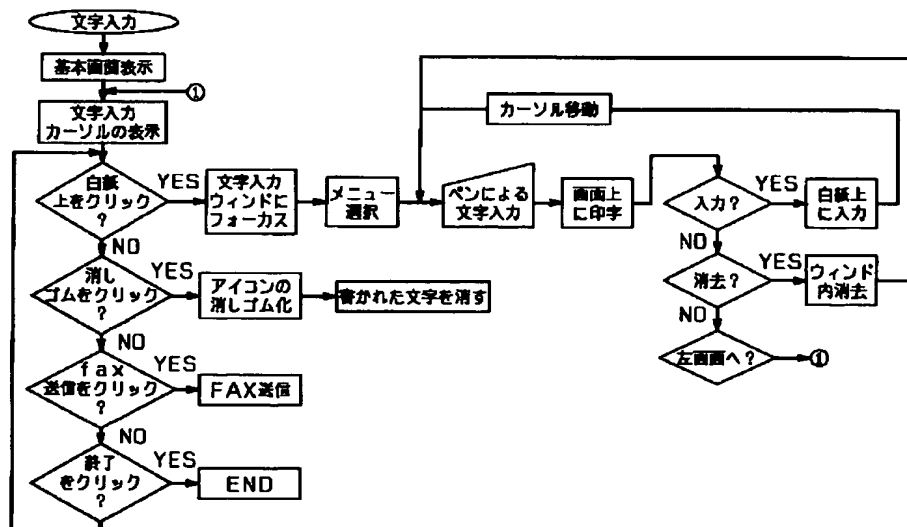 文字入力
基本画面表示
①
文字入力
カーソルの表示
白紙
上をクリック
?
YES
文字入力
ウィンドに
フォーカス
メニュー
選択
カーソル移動
ペンによる
文字入力
画面上
に印字
入力?
YES
白紙上
に入力
NO
消去?
YES
ウィンド
内消去
NO
左画面へ?
①
NO
消し
ゴムをクリック
?
YES
アイコンの
消しゴム化
書かれた文字を消す
NO
fax
送信をクリック
?
YES
FAX送信
NO
終了
をクリック
?
YES
END